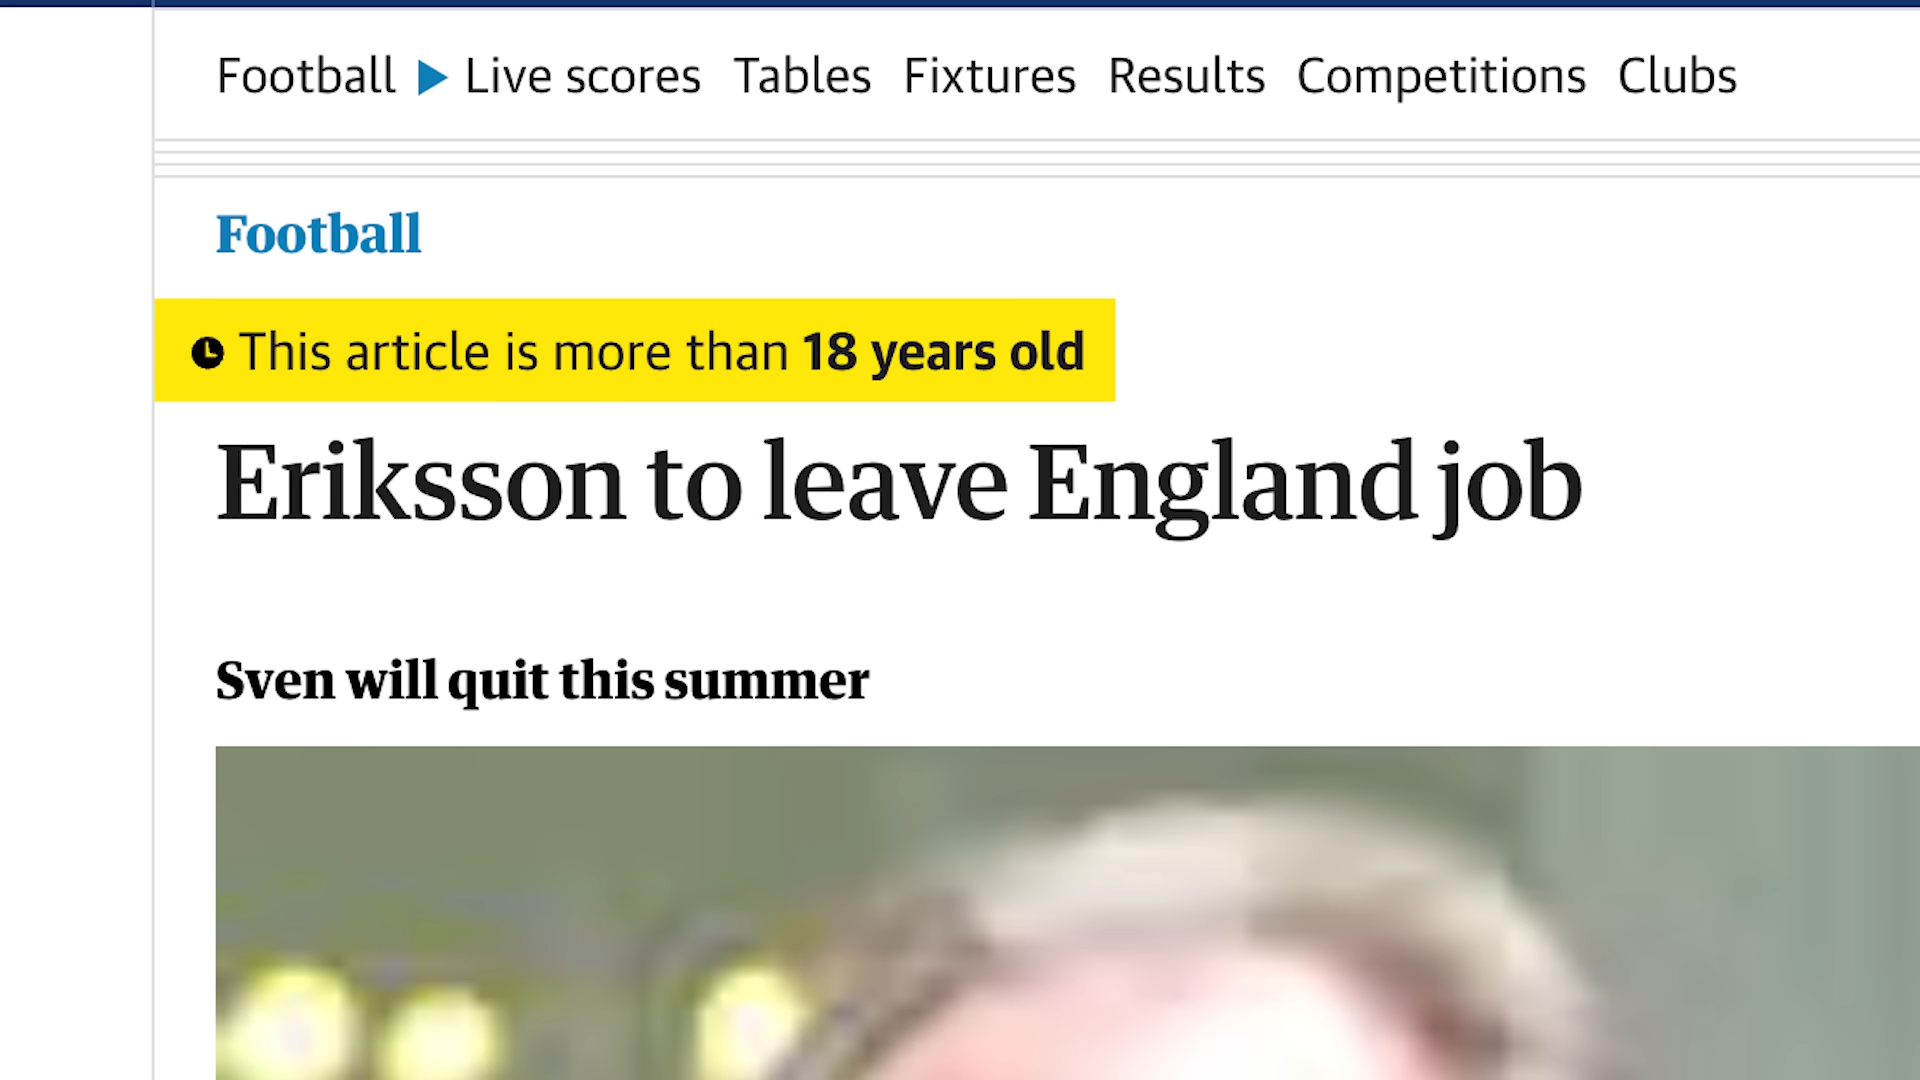 Football Live scores Tables Fixtures Results Competitions Clubs
Football
This article is more than 18 years old
Eriksson to leave England job
Sven will quit this summer